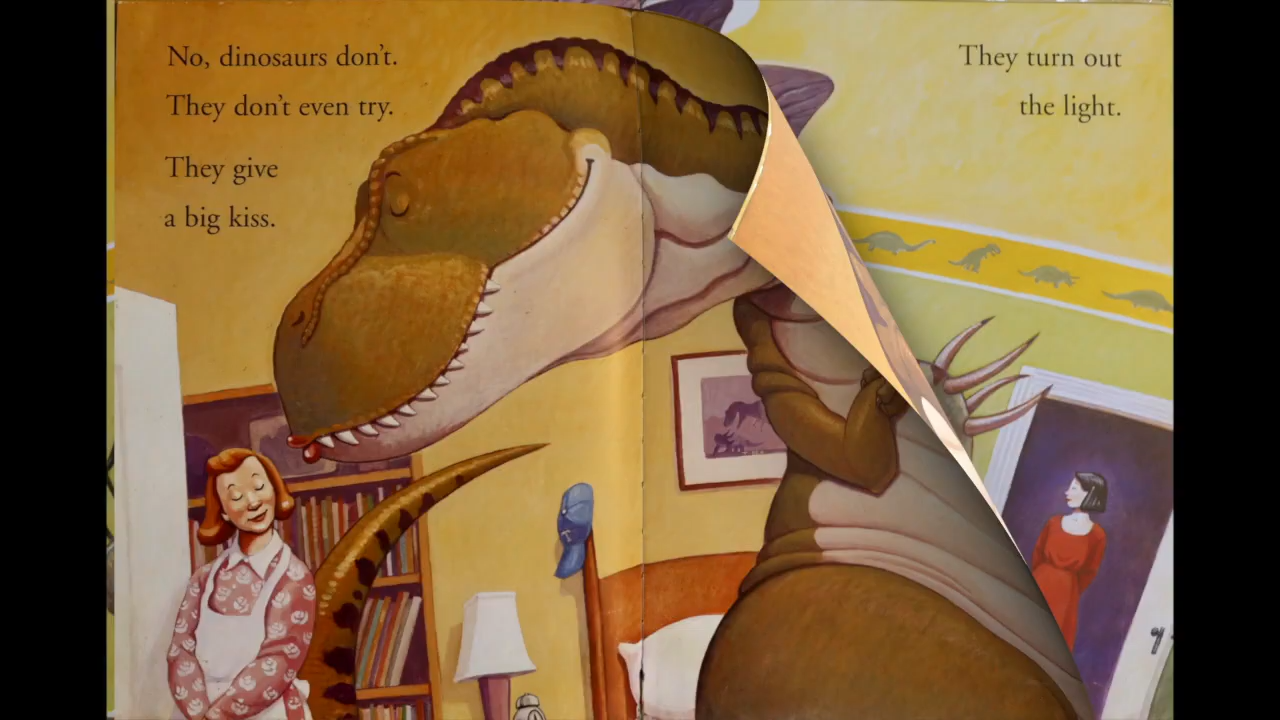 No, dinosaurs don't.
They don't even try.
They give
a big kiss.
They turn out
the light.